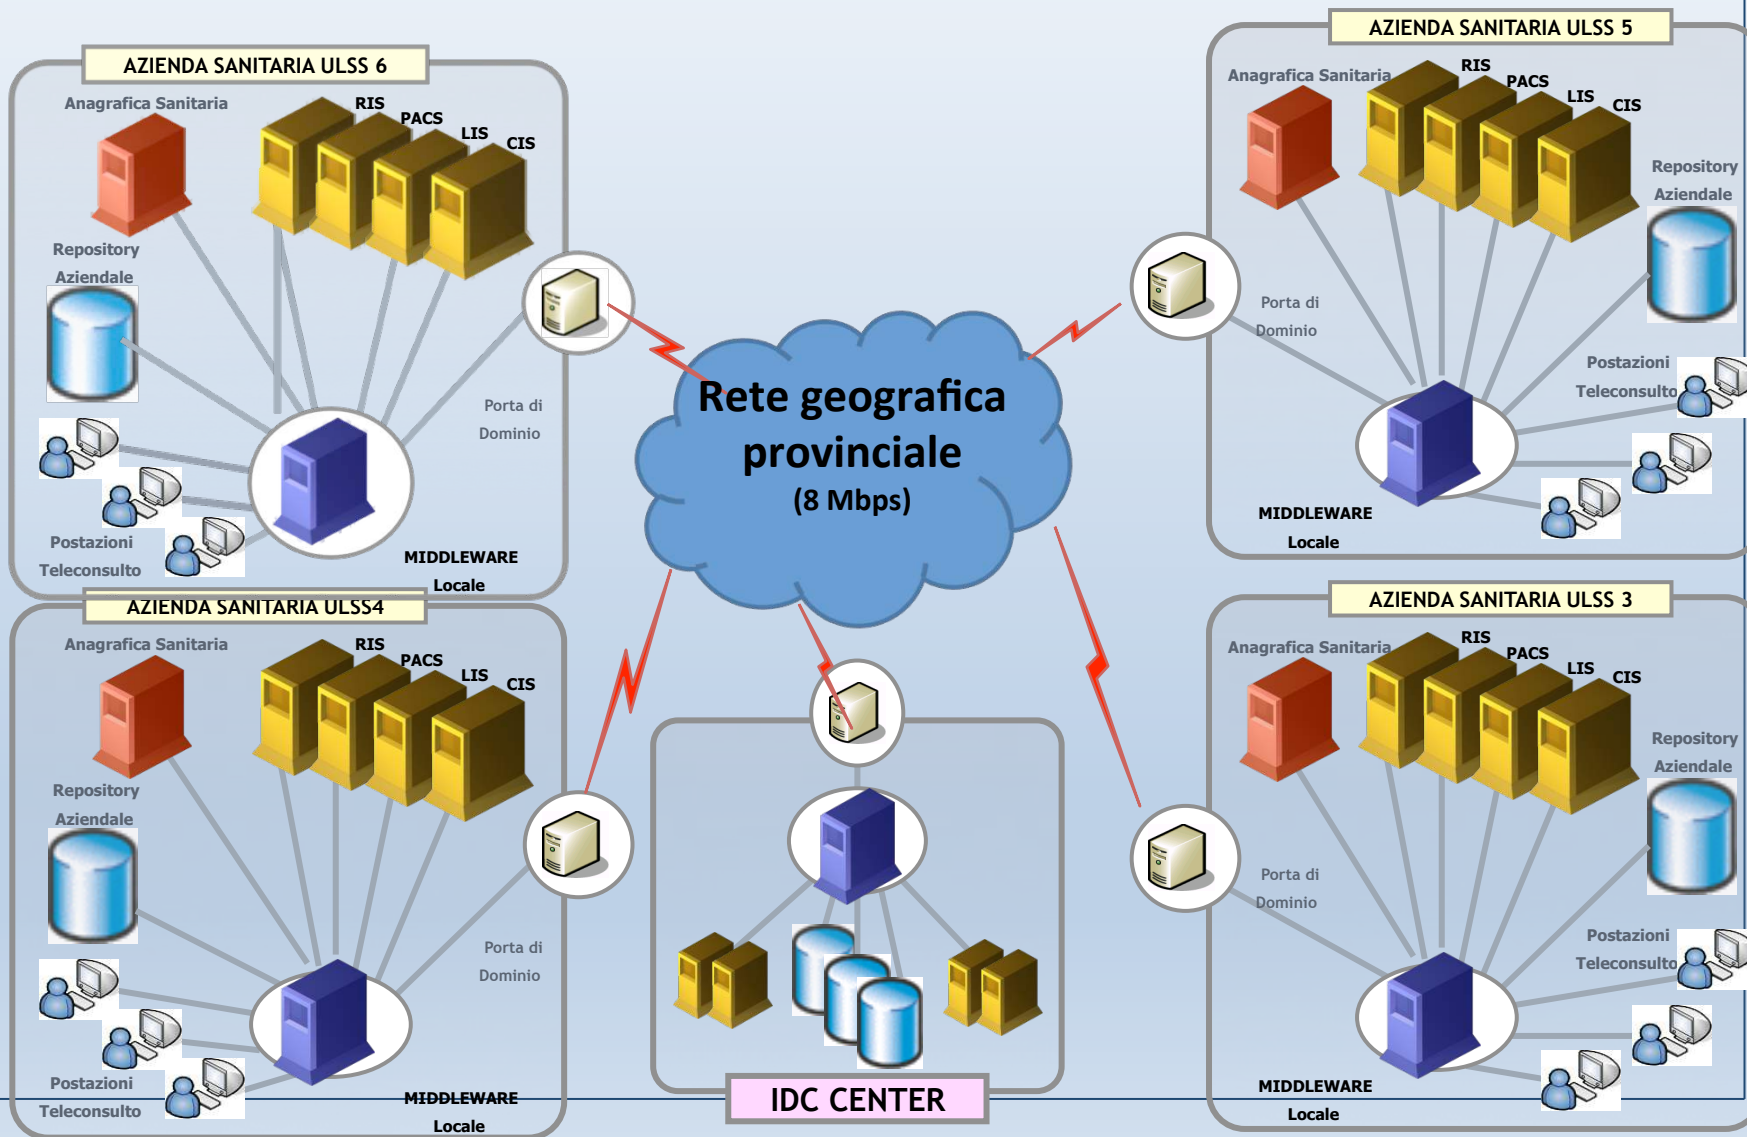 AZIENDA SANITARIA ULSS 6
Anagrafica Sanitaria
RIS
PACS
LIS
CIS
Repository
Aziendale
Porta di
Dominio
Postazioni
Teleconsulto
MIDDLEWARE
Locale
AZIENDA SANITARIA ULSS 5
Anagrafica Sanitaria
RIS
PACS
LIS
CIS
Repository
Aziendale
Porta di
Dominio
Postazioni
Teleconsulto
MIDDLEWARE
Locale
Rete geografica
provinciale
(8 Mbps)
AZIENDA SANITARIA ULSS4
Anagrafica Sanitaria
RIS
PACS
LIS
CIS
Repository
Aziendale
Porta di
Dominio
Postazioni
Teleconsulto
MIDDLEWARE
Locale
IDC CENTER
AZIENDA SANITARIA ULSS 3
Anagrafica Sanitaria
RIS
PACS
LIS
CIS
Repository
Aziendale
Porta di
Dominio
Postazioni
Teleconsulto
MIDDLEWARE
Locale